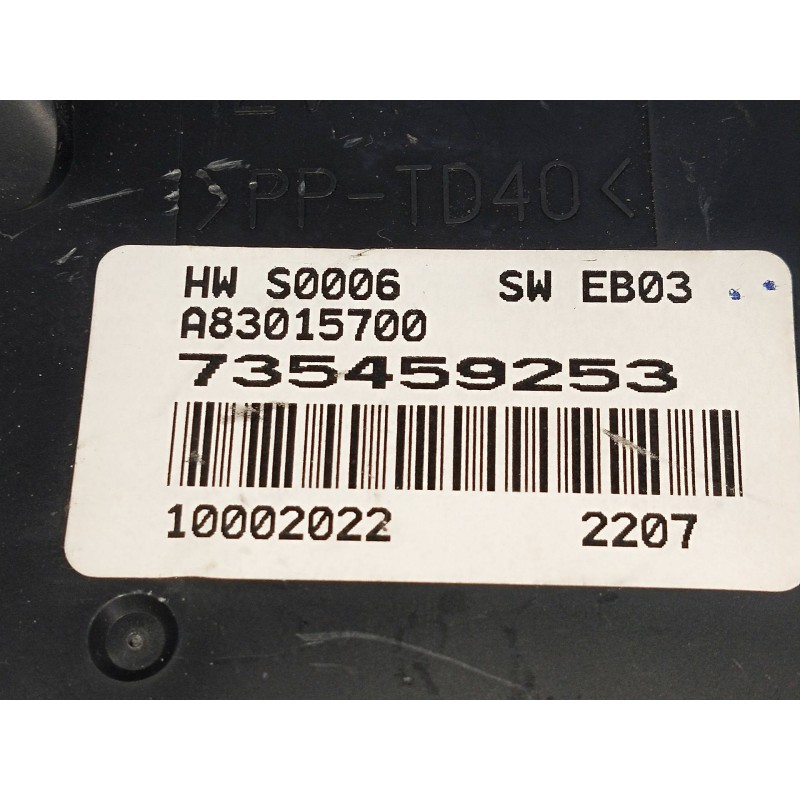 >PP-TD40<
HW S0006 SW EB03
A83015700
735459253
10002022 2207